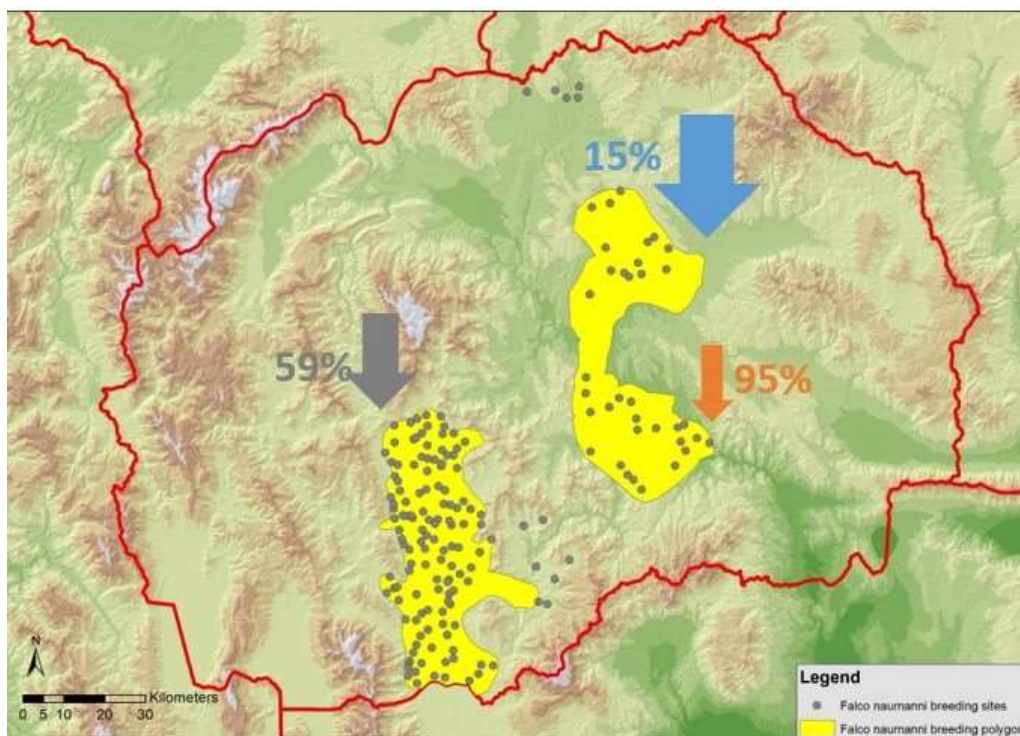 15%
59%
95%
N
Kilometers
0 5 10 20 30
Legend
Falco naumanni breeding sites
Falco naumanni breeding polygon